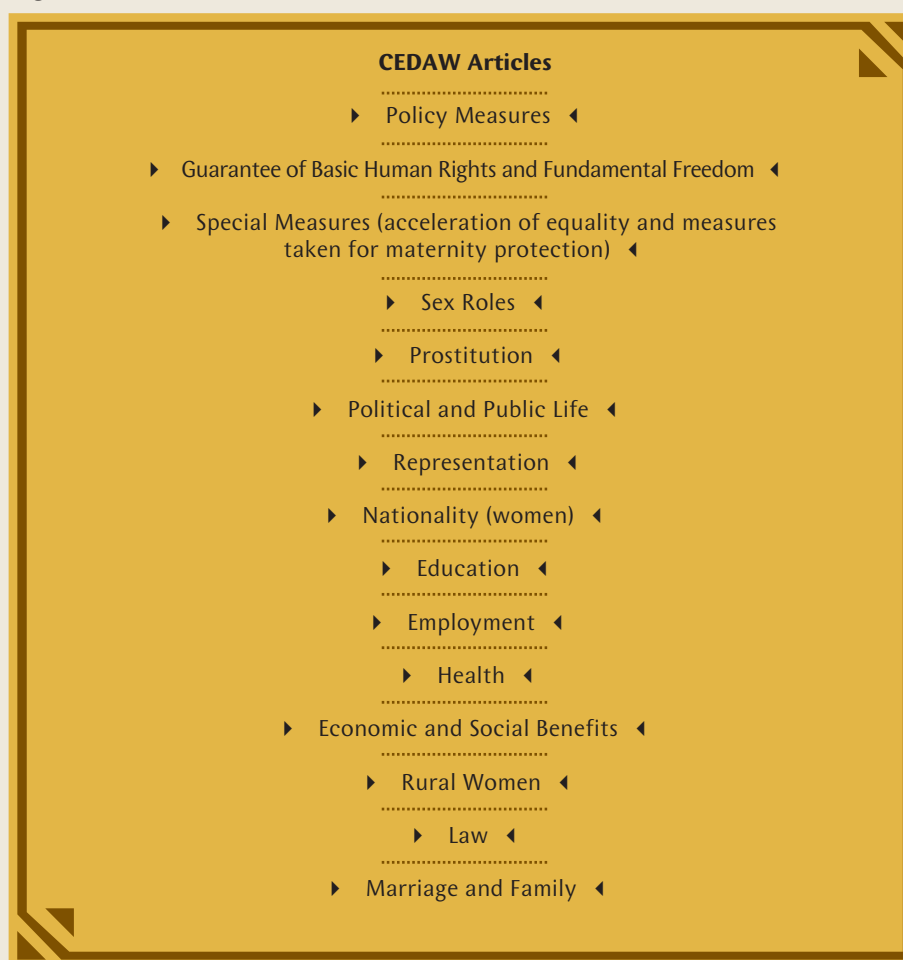 CEDAW Articles
Policy Measures
Guarantee of Basic Human Rights and Fundamental Freedom
Special Measures (acceleration of equality and measures
taken for maternity protection)
Sex Roles
Prostitution
Political and Public Life
Representation
Nationality (women)
Education
Employment
Health
Economic and Social Benefits
Rural Women
Law
Marriage and Family